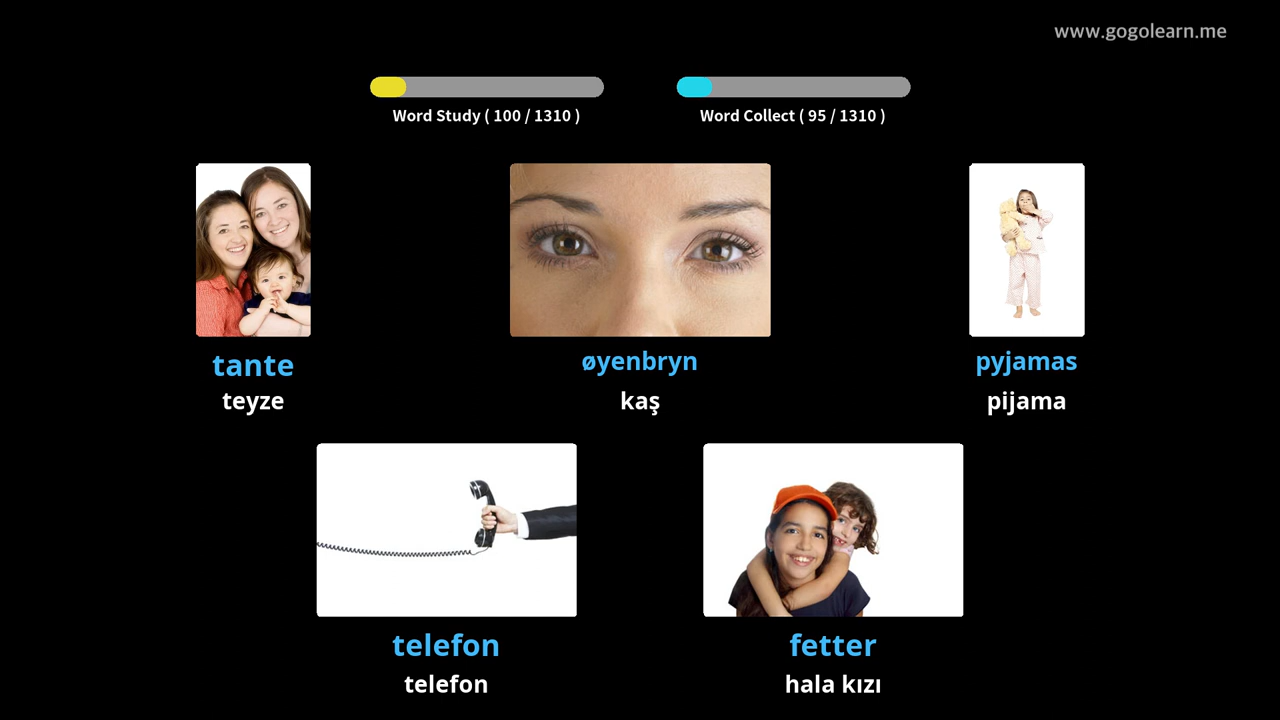 www.gogolearn.me
Word Study ( 100 / 1310 )
Word Collect ( 95 / 1310 )
tante
teyze
øyenbryn
kaş
pyjamas
pijama
telefon
telefon
fetter
hala kızı